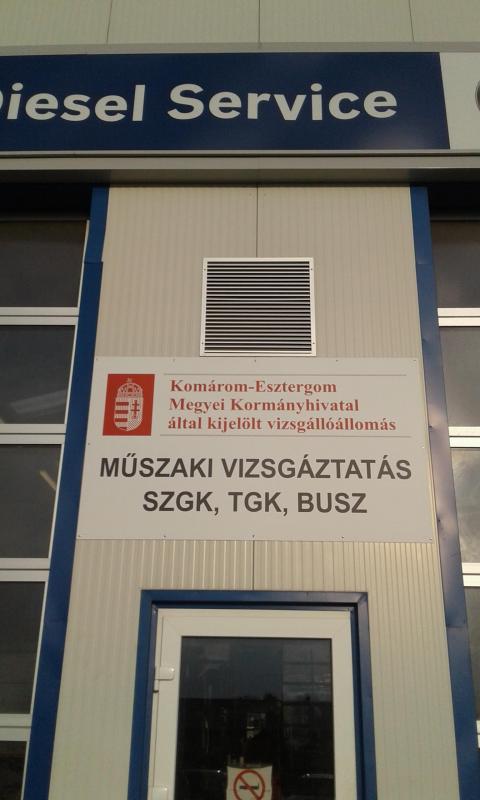 Diesel Service
Komárom-Esztergom
Megyei Kormányhivatal
által kijelölt vizsgállóállomás
MŰSZAKI VIZSGÁZTATÁS
SZGK, TGK, BUSZ